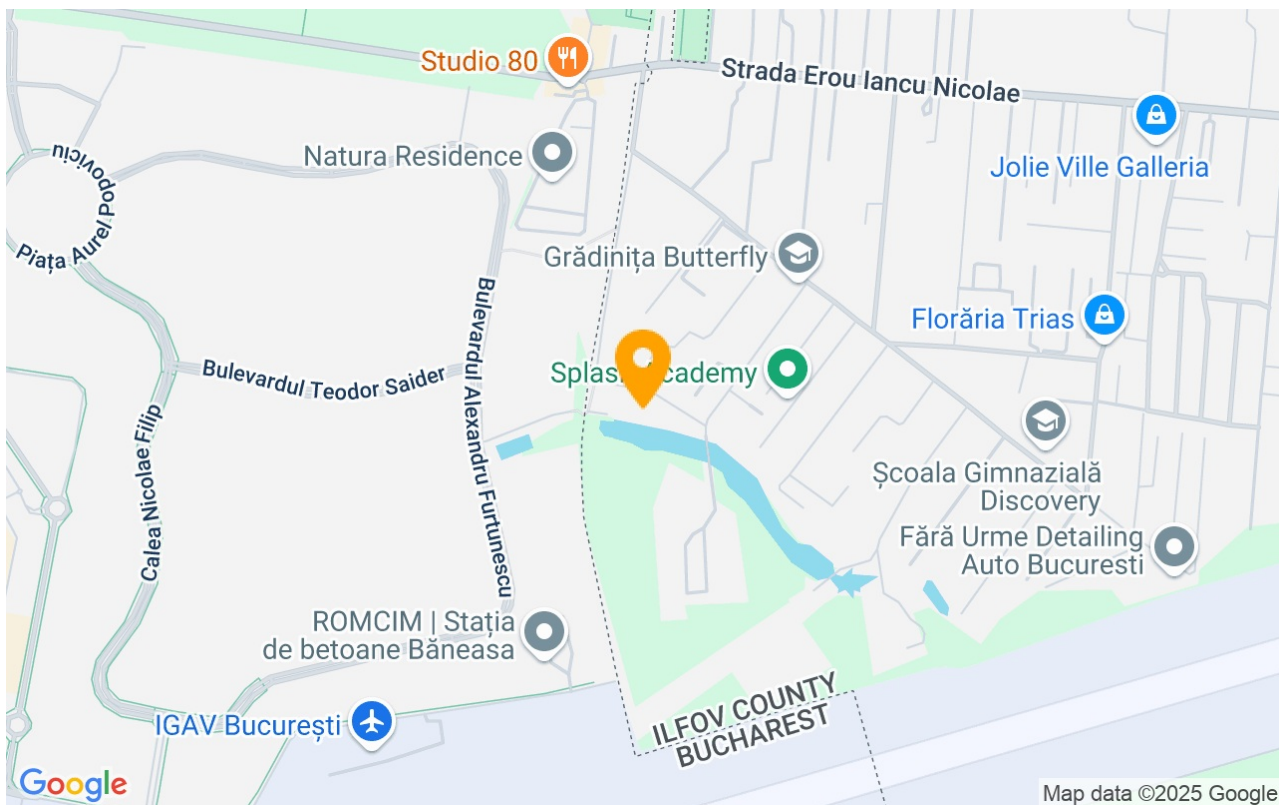 Studio 80
Strada Erou Iancu Nicolae
Natura Residence
Jolie Ville Galleria
Piața Aurel Popoviciu
Grădinița Butterfly
Bulevardul Alexandru Furtunescu
Florăria Trias
Bulevardul Teodor Saider
Splash Academy
Calea Nicolae Filip
Școala Gimnazială
Discovery
Fără Urme Detailing
Auto Bucuresti
ROMCIM | Stația
de betoane Băneasa
IGAV București
ILFOV COUNTY
BUCHAREST
Google
Map data ©2025 Google